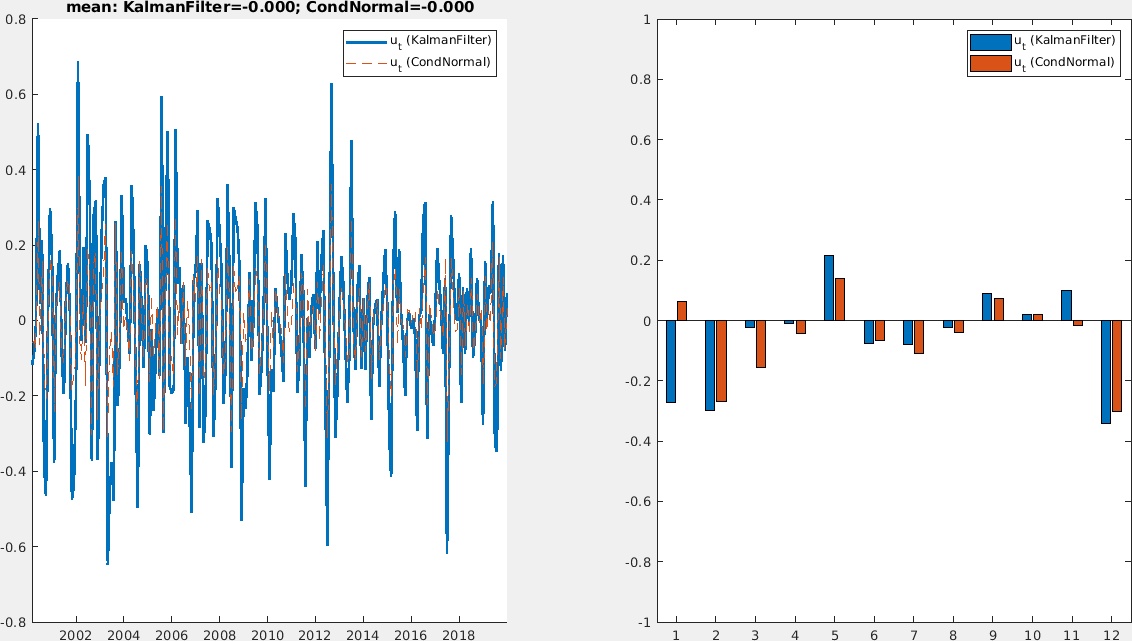 mean: KalmanFilter=-0.000; CondNormal=-0.000
0.8
0.6
0.4
0.2
0
-0.2
-0.4
-0.6
-0.8
2002 2004 2006 2008 2010 2012 2014 2016 2018
u_t (KalmanFilter)
u_t (CondNormal)
1
0.8
0.6
0.4
0.2
0
-0.2
-0.4
-0.6
-0.8
-1
1 2 3 4 5 6 7 8 9 10 11 12
u_t (KalmanFilter)
u_t (CondNormal)